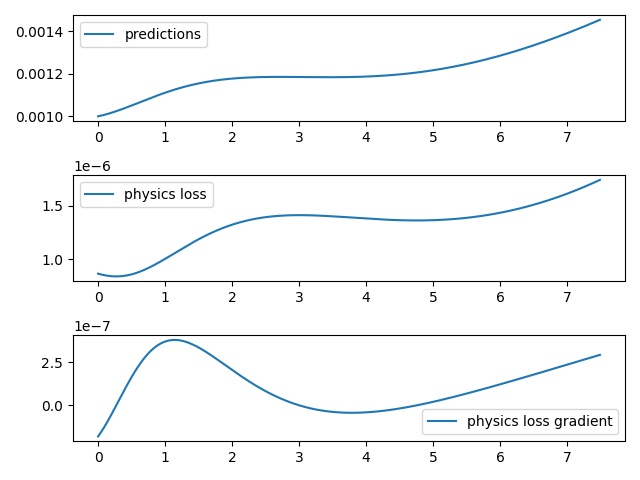 0.0014
0.0012
0.0010
predictions
0 1 2 3 4 5 6 7
1e−6
1.5
1.0
physics loss
0 1 2 3 4 5 6 7
1e−7
2.5
0.0
physics loss gradient
0 1 2 3 4 5 6 7